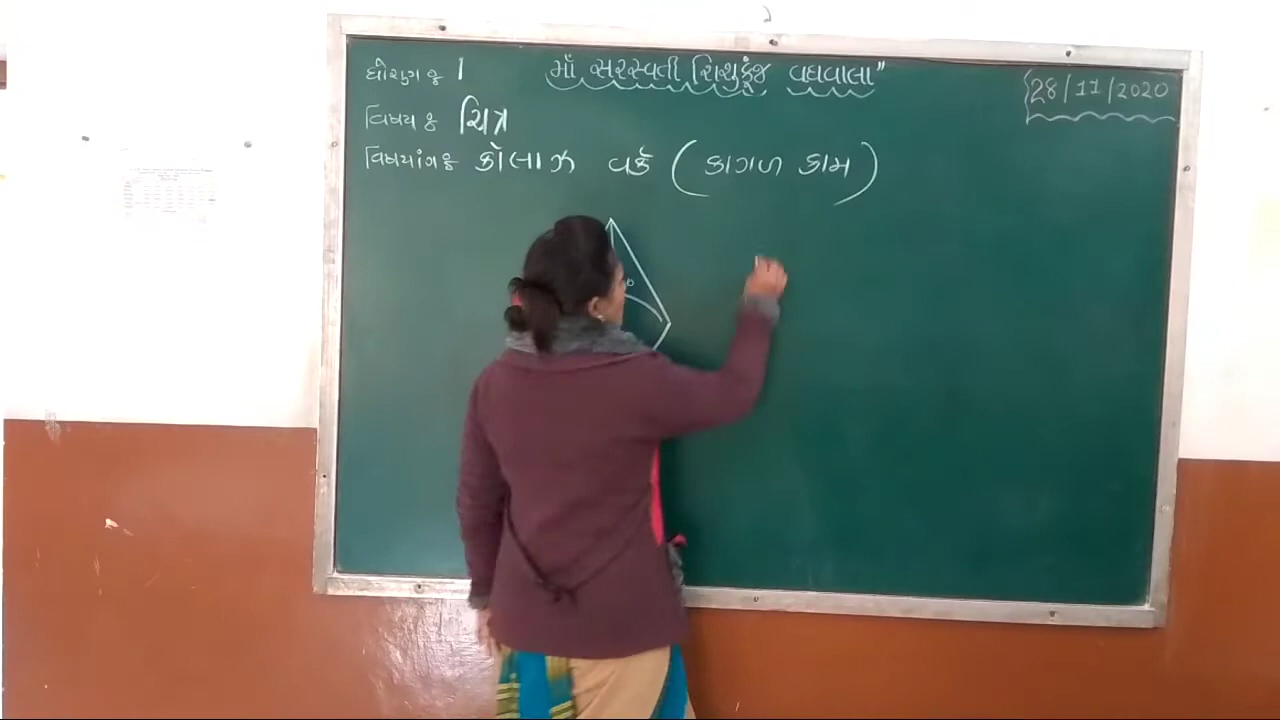 ધોરણ ઃ 1
માઁ સરસ્વતી શિશુકુંજ વઘવાલા"
28/11/2020
વિષય ઃ ચિત્ર
વિષયાંગ ઃ કોલાઝ વર્ક (કાગળ કામ)